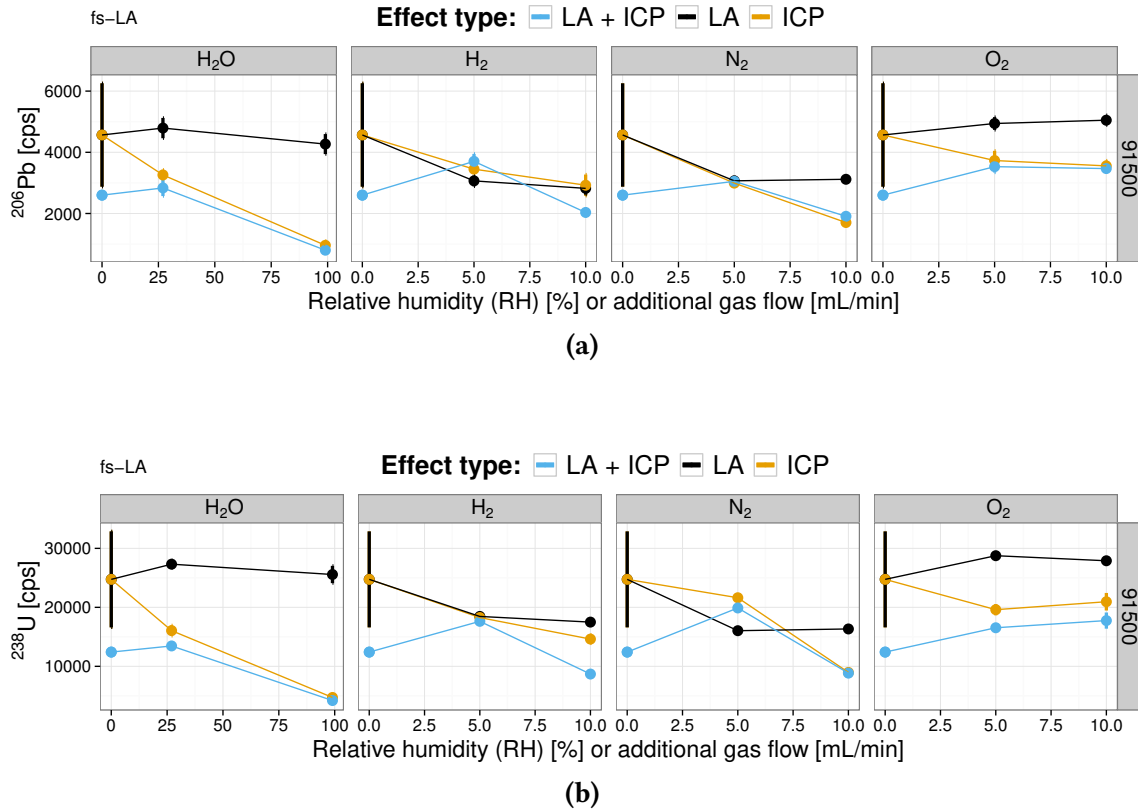 fs−LA
Effect type: LA + ICP LA ICP
H₂O H₂ N₂ O₂
²⁰⁶Pb [cps]
6000
4000
2000
91500
0 25 50 75 100 0.0 2.5 5.0 7.5 10.0 0.0 2.5 5.0 7.5 10.0 0.0 2.5 5.0 7.5 10.0
Relative humidity (RH) [%] or additional gas flow [mL/min]
(a)
fs−LA
Effect type: LA + ICP LA ICP
H₂O H₂ N₂ O₂
²³⁸U [cps]
30000
20000
10000
91500
0 25 50 75 100 0.0 2.5 5.0 7.5 10.0 0.0 2.5 5.0 7.5 10.0 0.0 2.5 5.0 7.5 10.0
Relative humidity (RH) [%] or additional gas flow [mL/min]
(b)